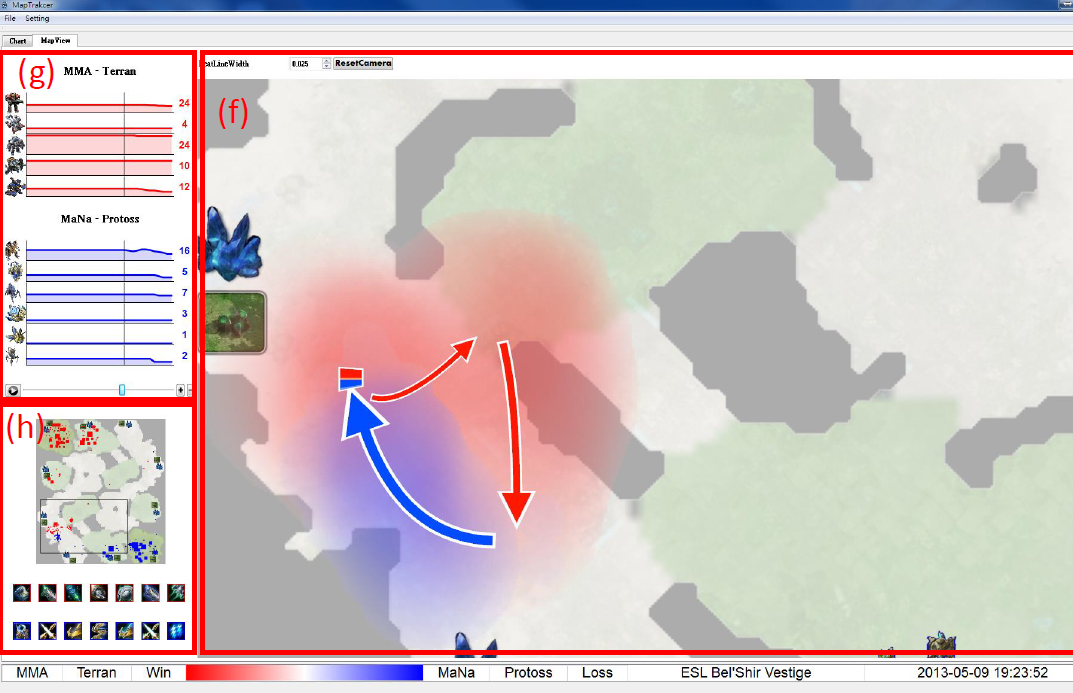 MapTrakcer
File Setting
Chart MapView
(g)
MMA - Terran
24
4
24
10
12
MaNa - Protoss
16
5
7
3
1
2
(h)
eatLineWidth 0.025 ResetCamera
(f)
MMA Terran Win MaNa Protoss Loss ESL Bel'Shir Vestige 2013-05-09 19:23:52